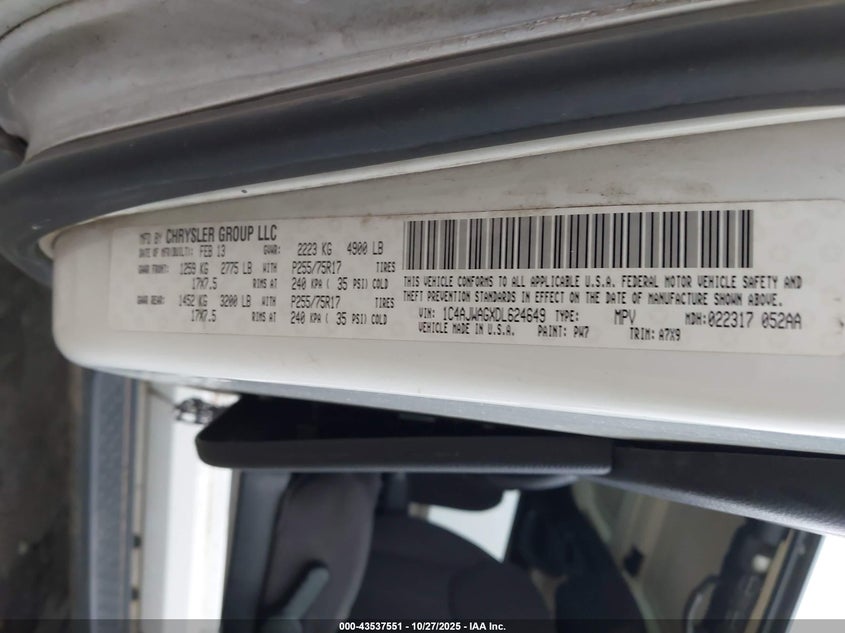 MFD BY CHRYSLER GROUP LLC
DATE OF MFD(BUILT): FEB 13 GVWR: 2223 KG 4900 LB
GAWR FRONT: 1259 KG 2775 LB WITH P255/75R17 TIRES
17X7.5 RIMS AT 240 KPA ( 35 PSI) COLD
GAWR REAR: 1452 KG 3200 LB WITH P255/75R17 TIRES
17X7.5 RIMS AT 240 KPA ( 35 PSI) COLD
THIS VEHICLE CONFORMS TO ALL APPLICABLE U.S.A. FEDERAL MOTOR VEHICLE SAFETY AND
THEFT PREVENTION STANDARDS IN EFFECT ON THE DATE OF MANUFACTURE SHOWN ABOVE.
VIN: 1C4AJWAGXDL624649 TYPE: MPV MDH: 022317 052AA
VEHICLE MADE IN U.S.A. PAINT: PW7 TRIM: A7X9
000-43537551 - 10/27/2025 - IAA Inc.